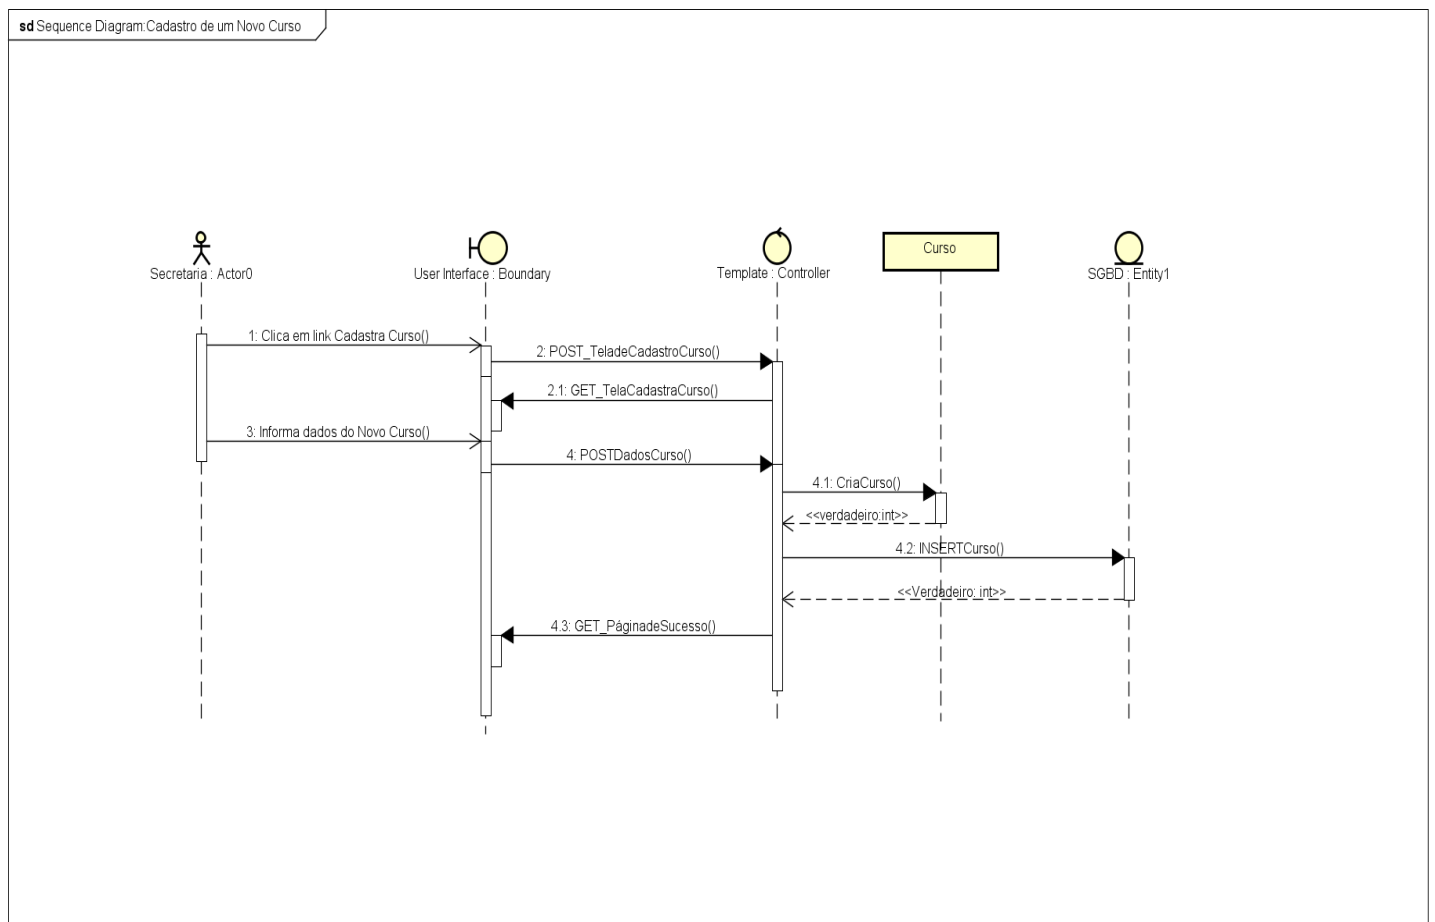 sd Sequence Diagram:Cadastro de um Novo Curso
Secretaria : Actor0
User Interface : Boundary
Template : Controller
Curso
SGBD : Entity1
1: Clica em link Cadastra Curso()
2: POST_TeladeCadastroCurso()
2.1: GET_TelaCadastraCurso()
3: Informa dados do Novo Curso()
4: POSTDadosCurso()
4.1: CriaCurso()
<<verdadeiro:int>>
4.2: INSERTCurso()
<<Verdadeiro: int>>
4.3: GET_PáginadeSucesso()